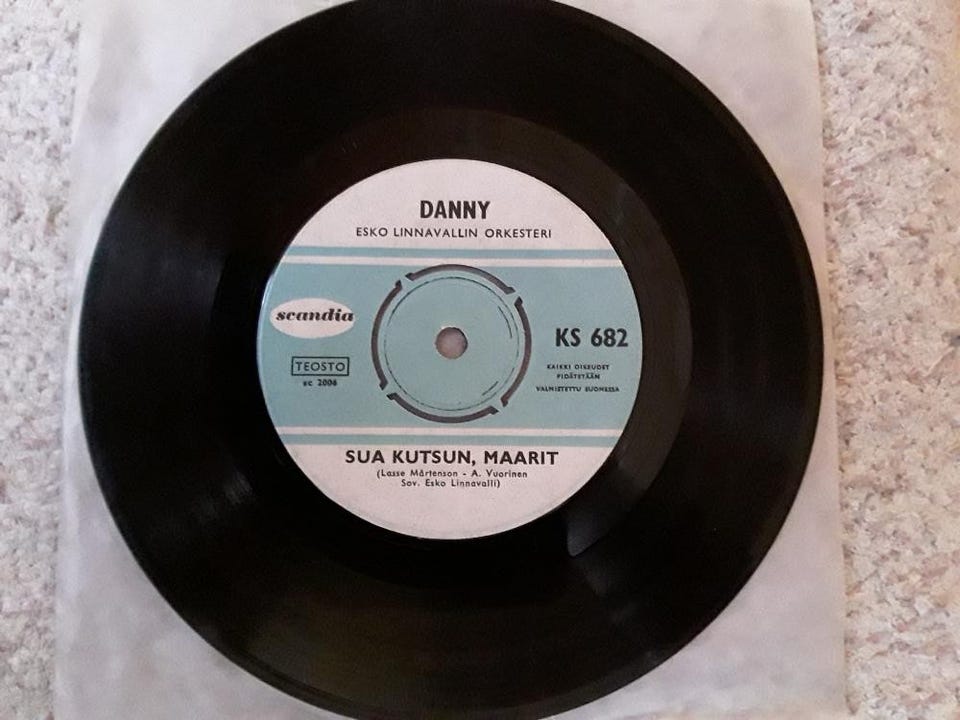 DANNY
ESKO LINNAVALLIN ORKESTERI
scandia
KS 682
TEOSTO
sc 2006
KAIKKI OIKEUDET
PIDÄTETÄÄN
VALMISTETTU SUOMESSA
SUA KUTSUN, MAARIT
(Lasse Mårtenson - A. Vuorinen
Sov. Esko Linnavalli)